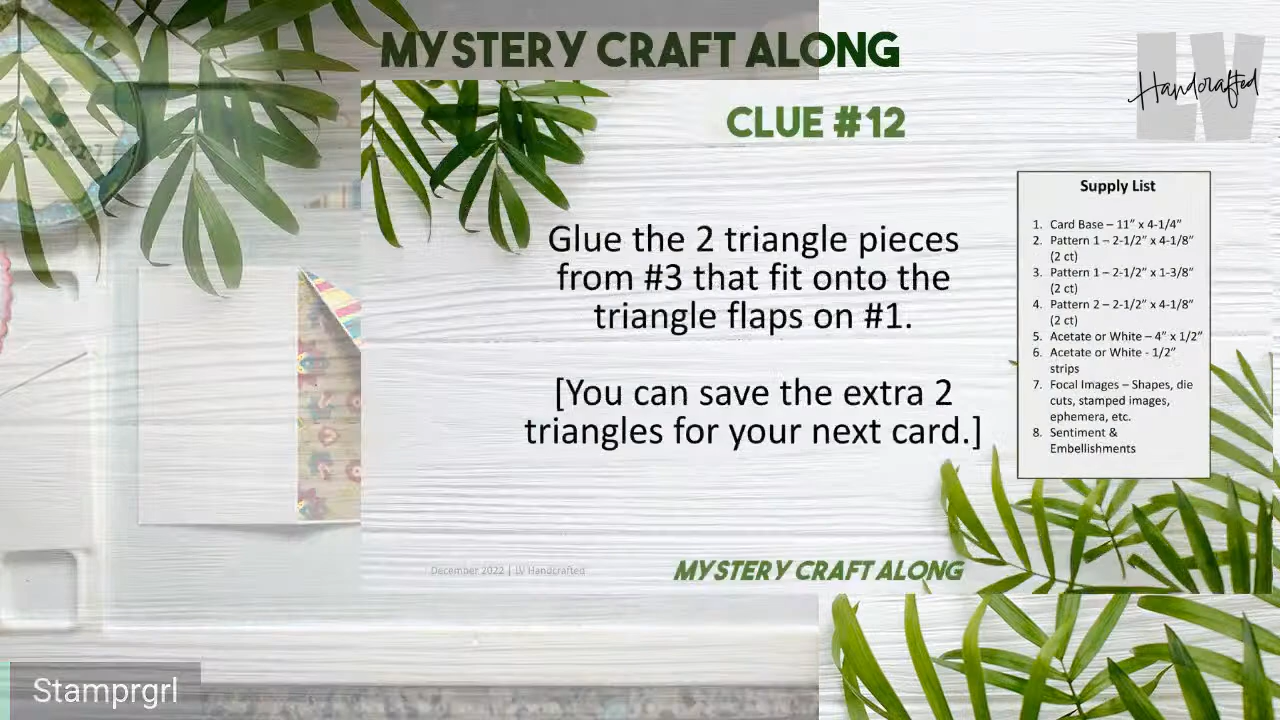 MYSTERY CRAFT ALONG
Handcrafted
LV
CLUE #12
Glue the 2 triangle pieces
from #3 that fit onto the
triangle flaps on #1.
[You can save the extra 2
triangles for your next card.]
Supply List
1. Card Base – 11" x 4-1/4"
2. Pattern 1 – 2-1/2" x 4-1/8"
(2 ct)
3. Pattern 1 – 2-1/2" x 1-3/8"
(2 ct)
4. Pattern 2 – 2-1/2" x 4-1/8"
(2 ct)
5. Acetate or White – 4" x 1/2"
6. Acetate or White - 1/2"
strips
7. Focal Images – Shapes, die
cuts, stamped images,
ephemera, etc.
8. Sentiment &
Embellishments
December 2022 | LV Handcrafted
MYSTERY CRAFT ALONG
Stamprgrl